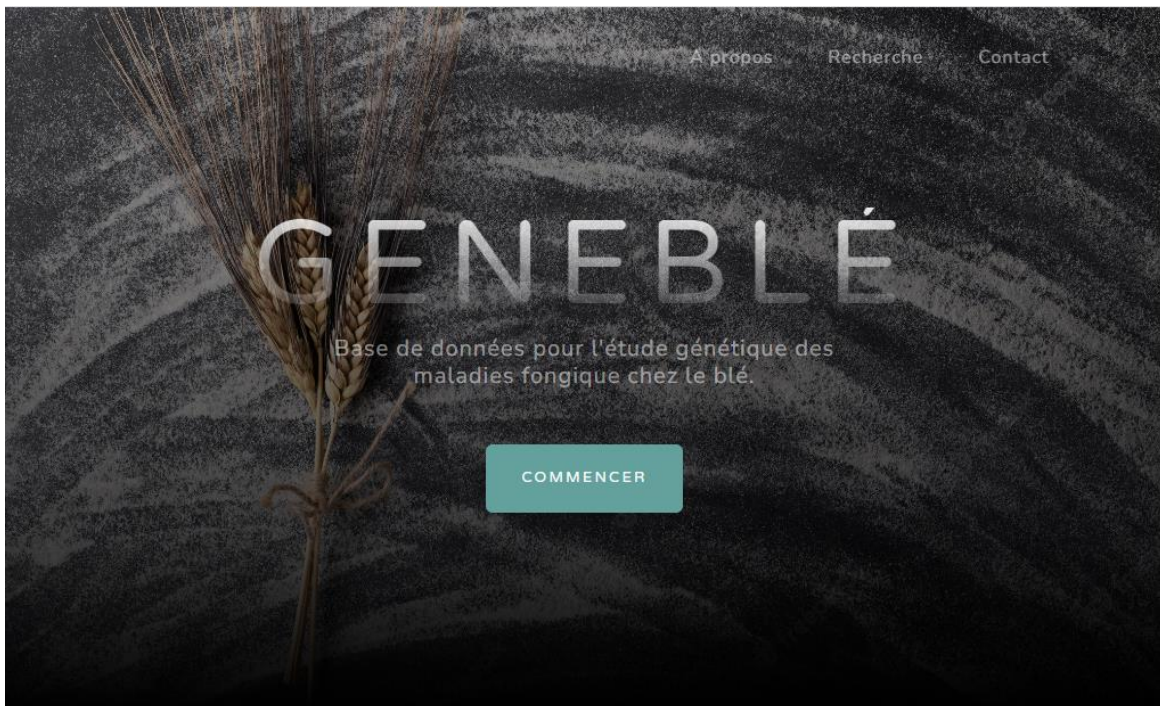 A propos Recherche Contact
GENEBLÉ
Base de données pour l'étude génétique des
maladies fongique chez le blé.
COMMENCER